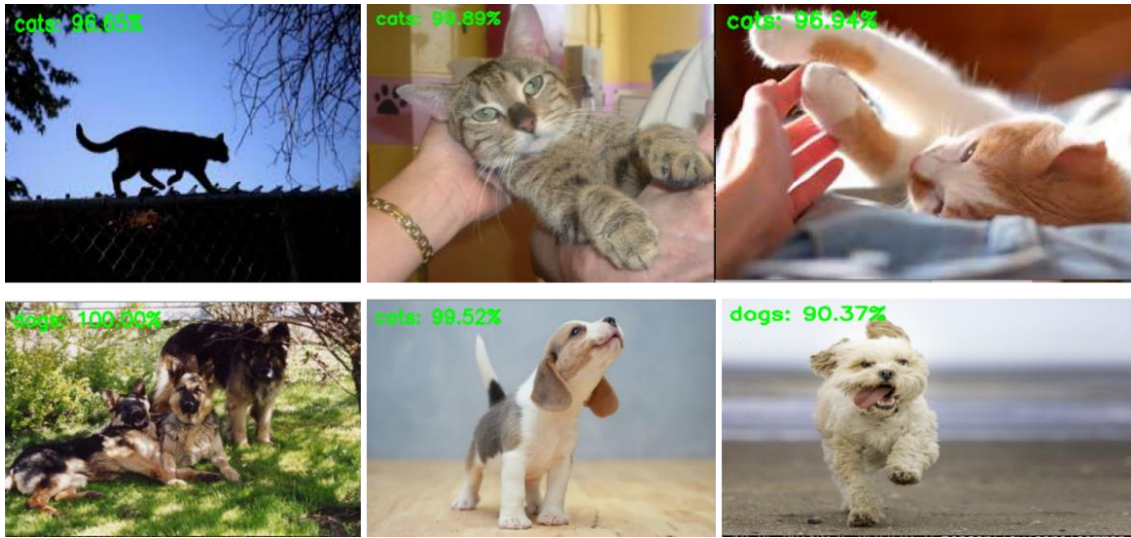 cats: 96.65%
cats: 99.89%
cats: 96.94%
dogs: 100.00%
cats: 99.52%
dogs: 90.37%